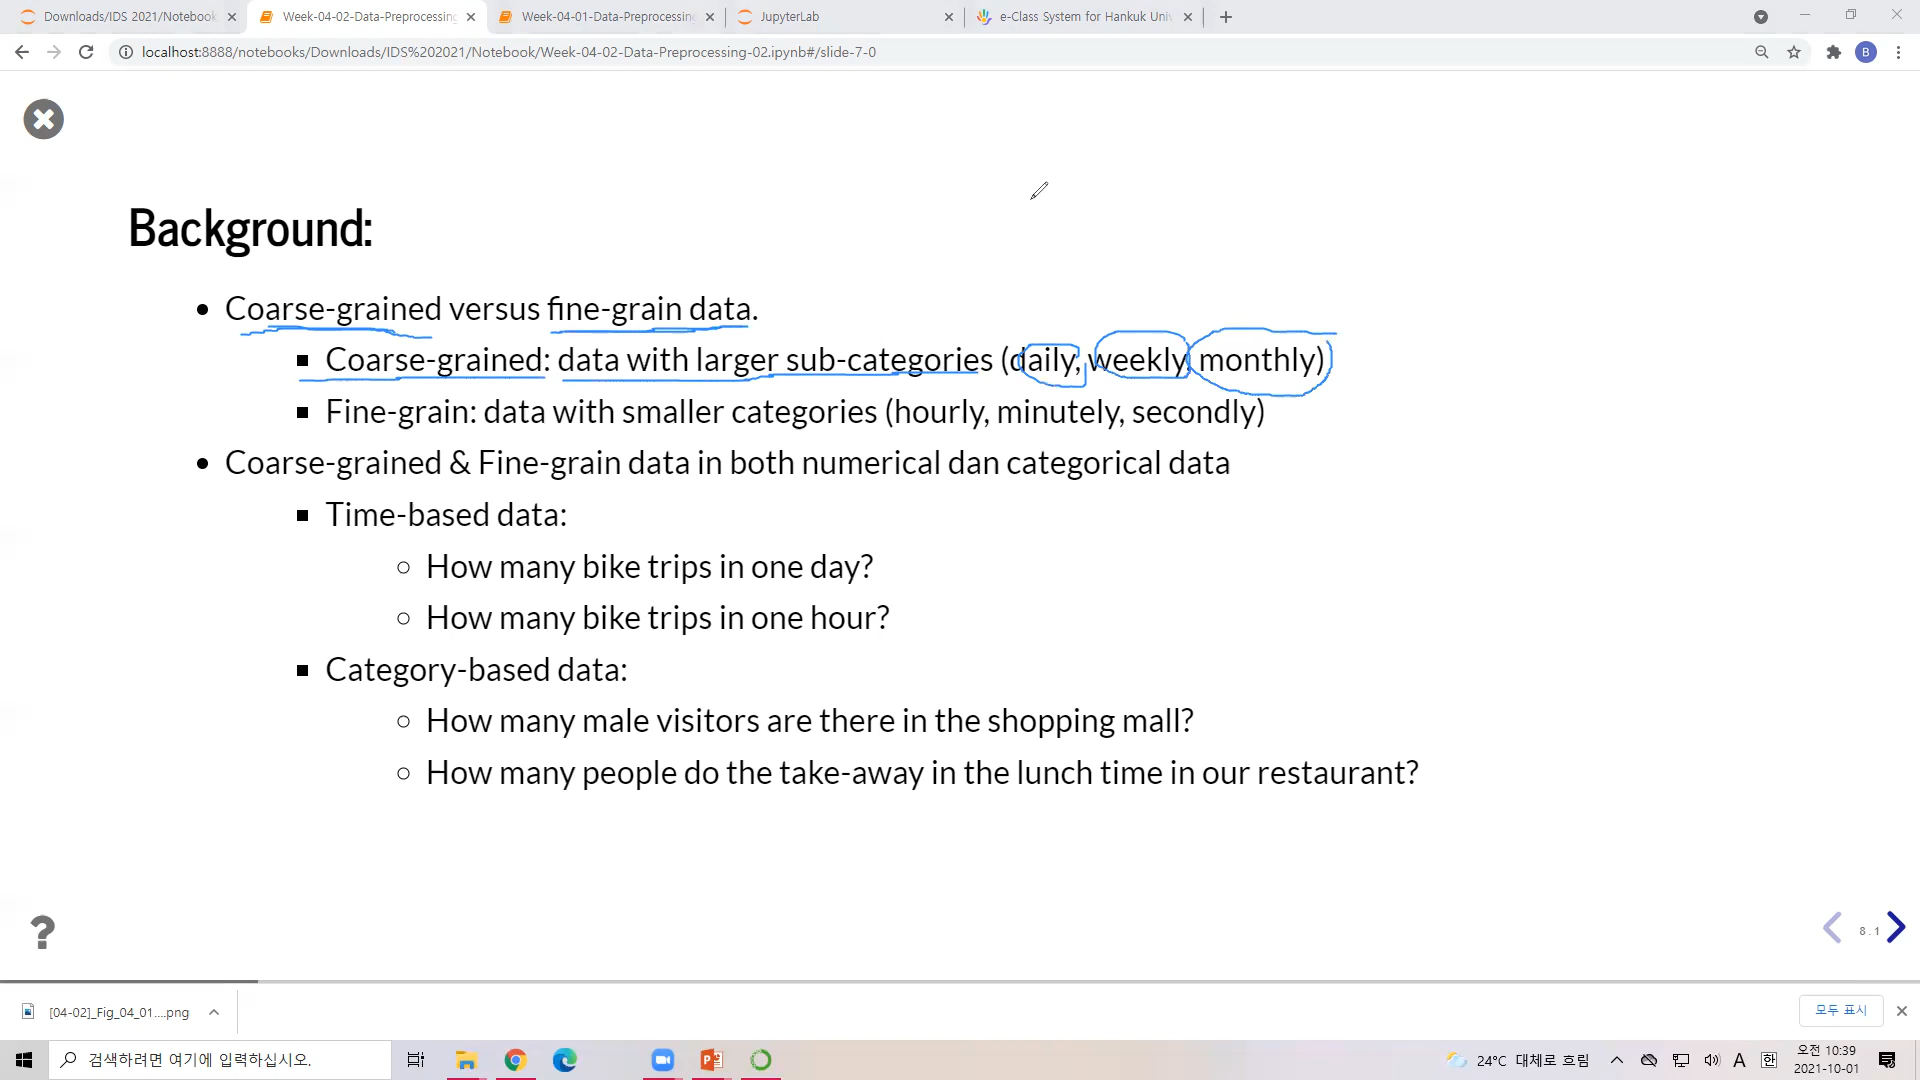 Downloads/IDS 2021/Notebook
Week-04-02-Data-Preprocessing
Week-04-01-Data-Preprocessing
JupyterLab
e-Class System for Hankuk Univ
localhost:8888/notebooks/Downloads/IDS%202021/Notebook/Week-04-02-Data-Preprocessing-02.ipynb#/slide-7-0
B
Background:
Coarse-grained versus fine-grain data.
Coarse-grained: data with larger sub-categories (daily, weekly, monthly)
Fine-grain: data with smaller categories (hourly, minutely, secondly)
Coarse-grained & Fine-grain data in both numerical dan categorical data
Time-based data:
How many bike trips in one day?
How many bike trips in one hour?
Category-based data:
How many male visitors are there in the shopping mall?
How many people do the take-away in the lunch time in our restaurant?
?
8.1
[04-02]_Fig_04_01....png
모두 표시
검색하려면 여기에 입력하십시오.
24°C 대체로 흐림
A
한
오전 10:39
2021-10-01